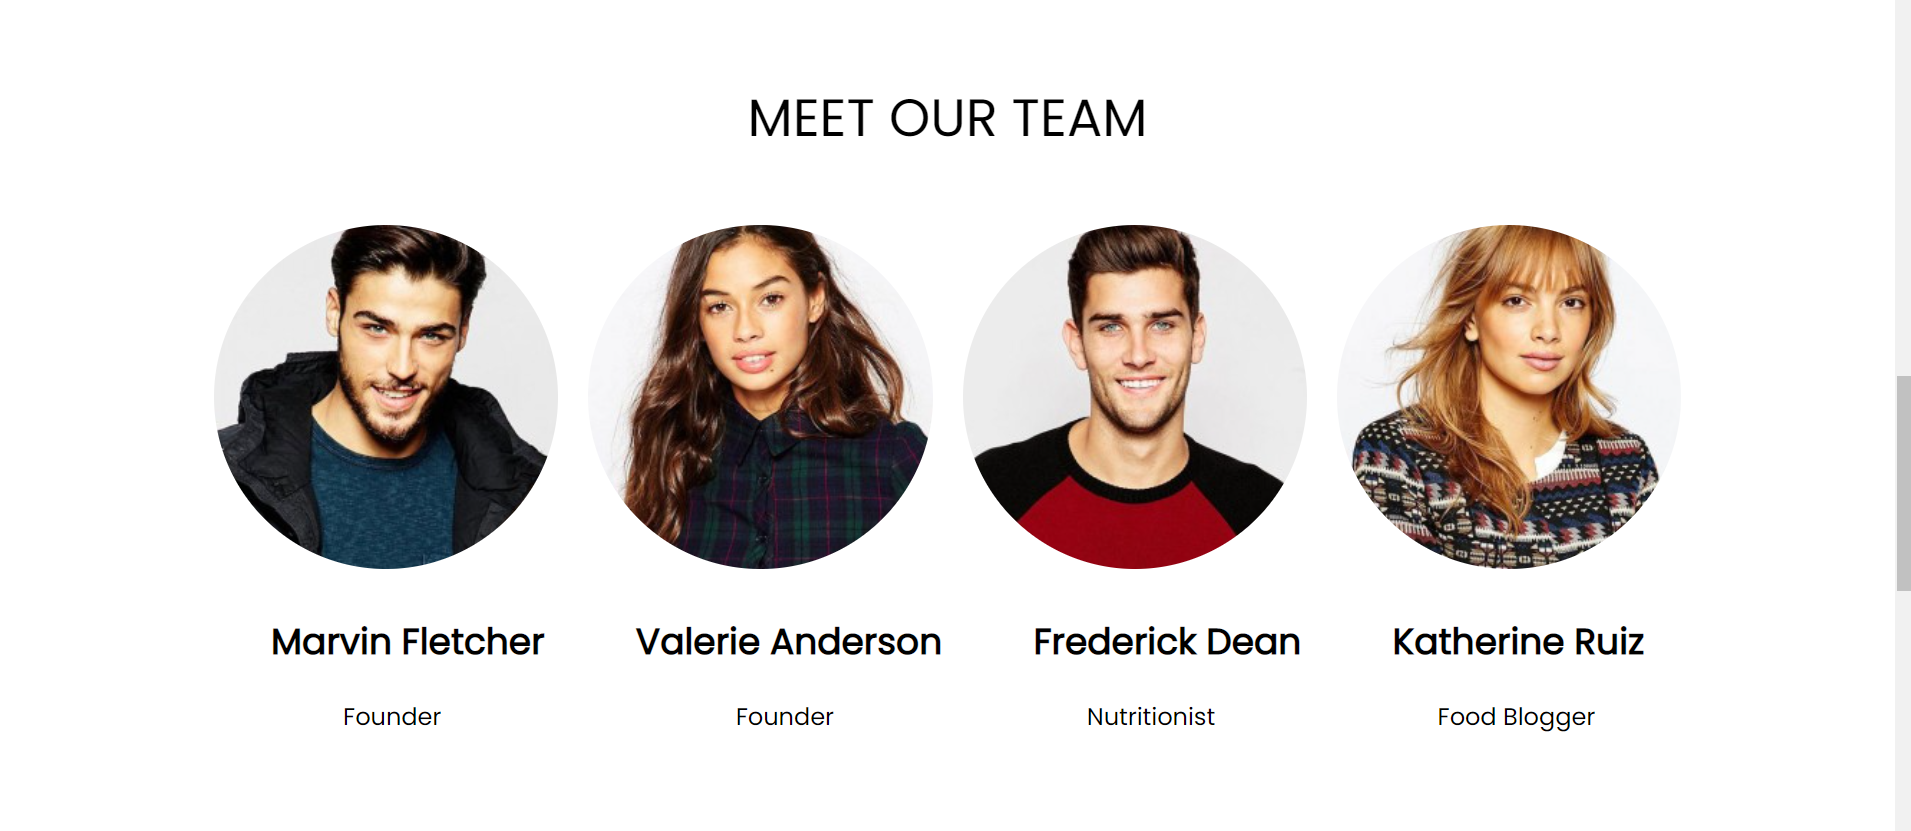 MEET OUR TEAM
Marvin Fletcher
Valerie Anderson
Frederick Dean
Katherine Ruiz
Founder
Founder
Nutritionist
Food Blogger